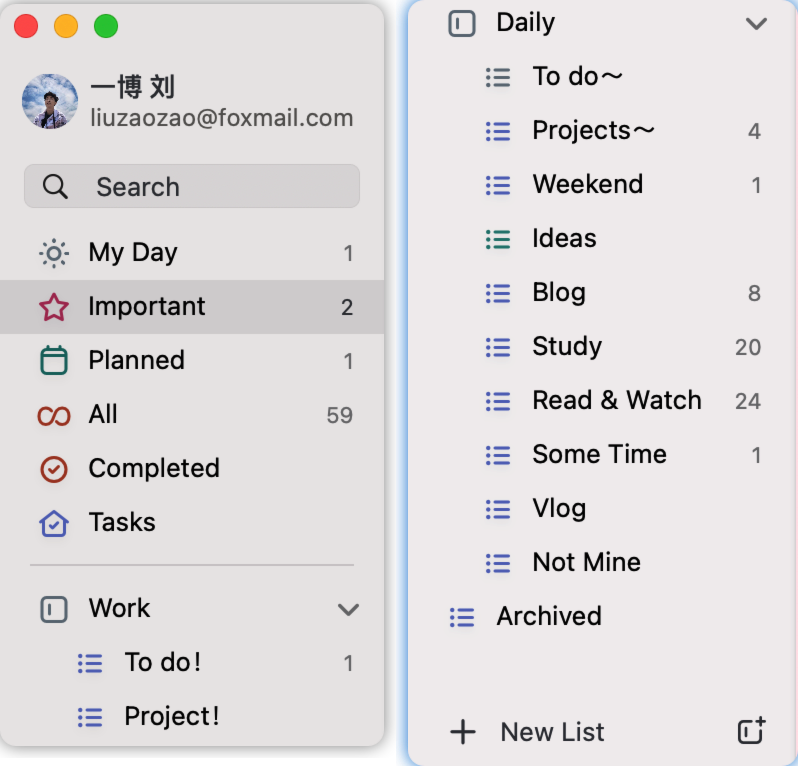 一博 刘
liuzaozao@foxmail.com
Search
My Day 1
Important 2
Planned 1
All 59
Completed
Tasks
Work
To do！ 1
Project！
Daily
To do～
Projects～ 4
Weekend 1
Ideas
Blog 8
Study 20
Read & Watch 24
Some Time 1
Vlog
Not Mine
Archived
New List